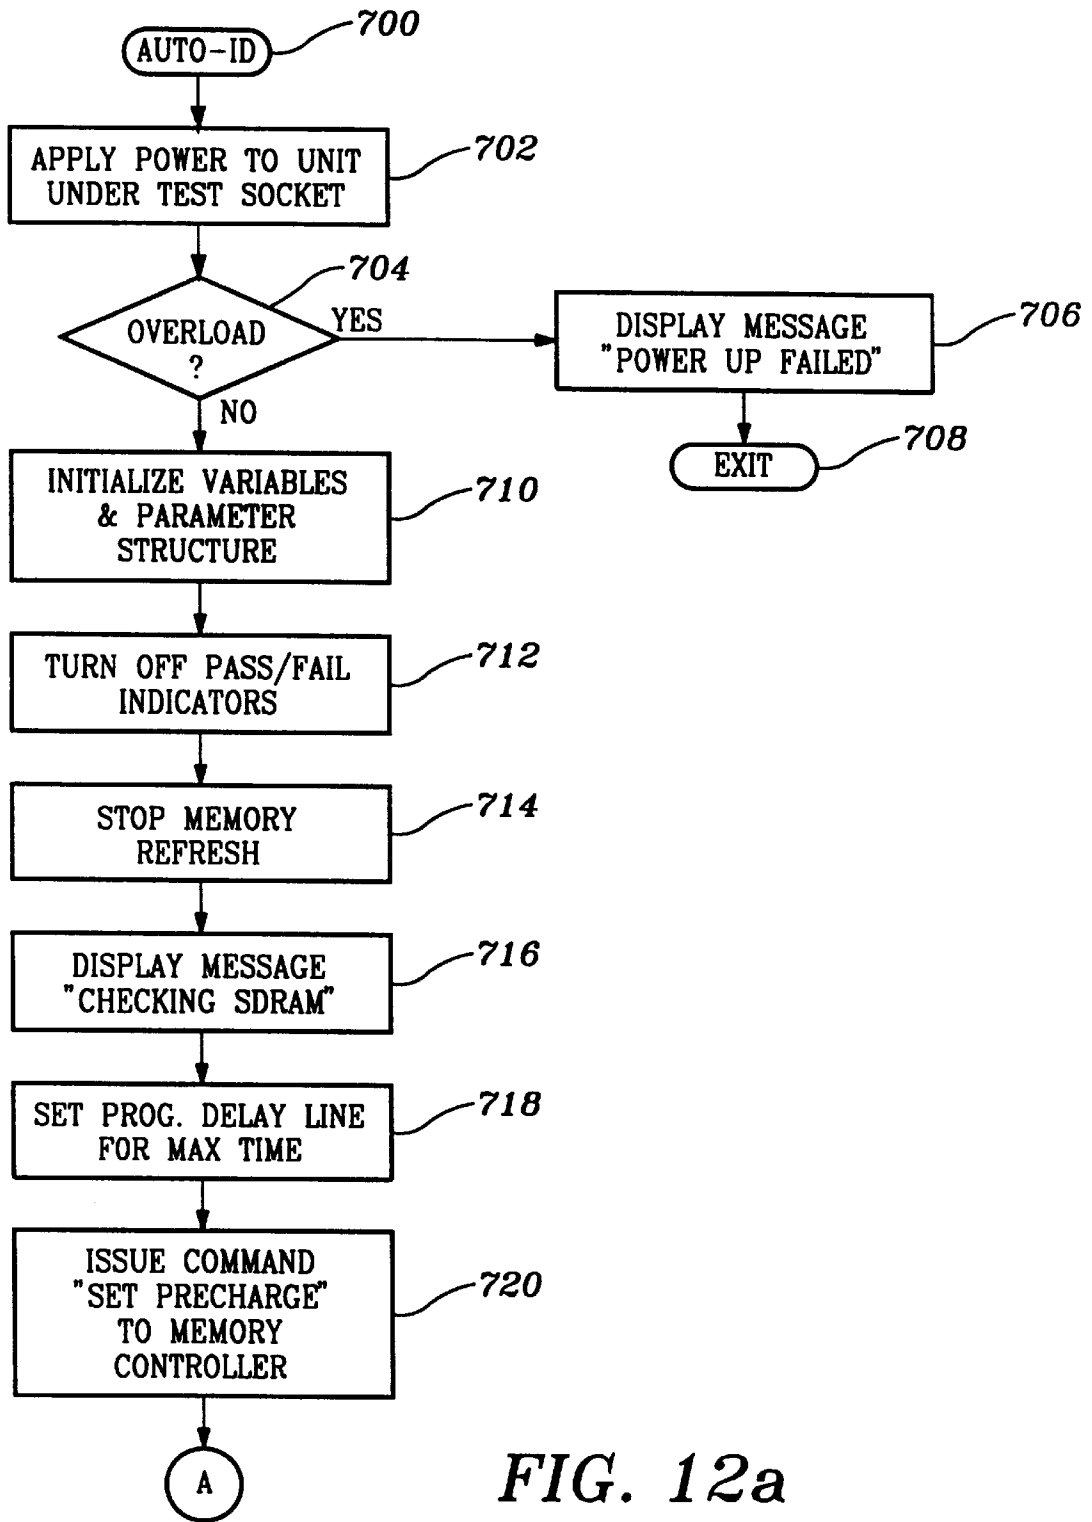 AUTO-ID
700
APPLY POWER TO UNIT
UNDER TEST SOCKET
702
OVERLOAD
?
704
YES
NO
DISPLAY MESSAGE
"POWER UP FAILED"
706
EXIT
708
INITIALIZE VARIABLES
& PARAMETER
STRUCTURE
710
TURN OFF PASS/FAIL
INDICATORS
712
STOP MEMORY
REFRESH
714
DISPLAY MESSAGE
"CHECKING SDRAM"
716
SET PROG. DELAY LINE
FOR MAX TIME
718
ISSUE COMMAND
"SET PRECHARGE"
TO MEMORY
CONTROLLER
720
A
FIG. 12a